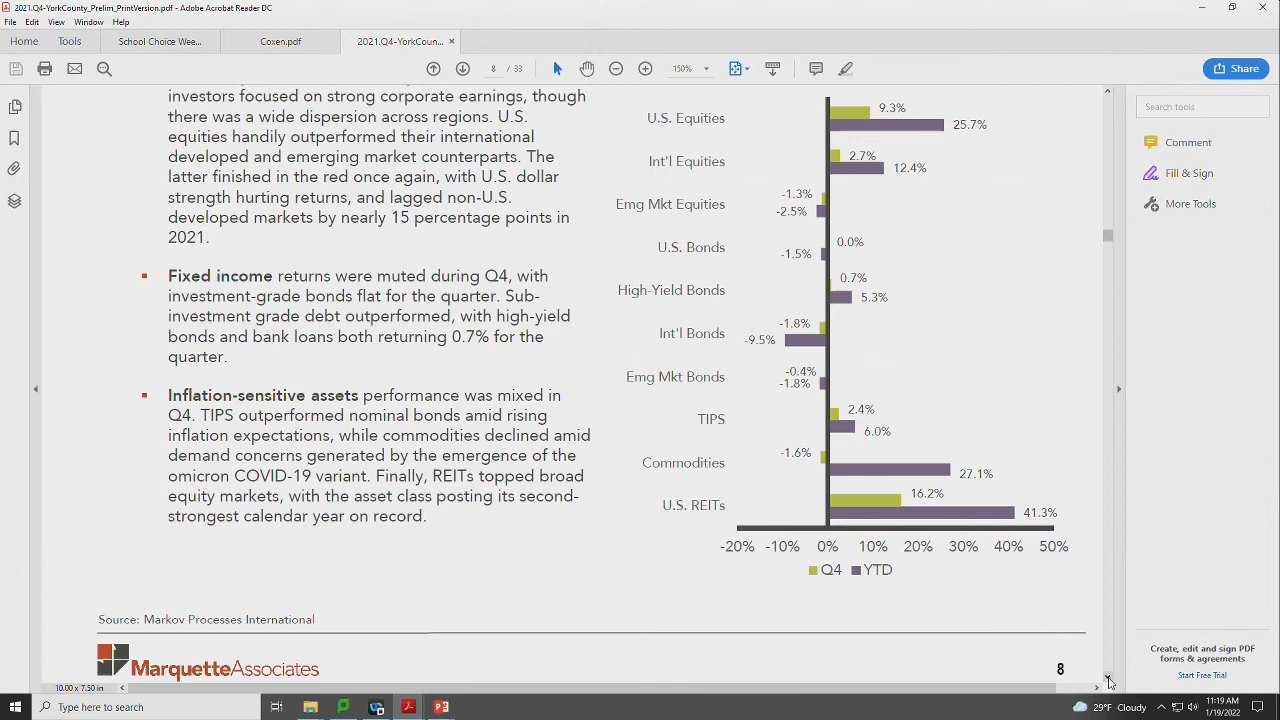 2021.Q4-YorkCounty_Prelim_PrintVersion.pdf - Adobe Acrobat Reader DC
File Edit View Window Help
Home Tools School Choice Wee... Coxen.pdf 2021.Q4-YorkCoun... ×
8 / 33 150% Share
investors focused on strong corporate earnings, though
there was a wide dispersion across regions. U.S.
equities handily outperformed their international
developed and emerging market counterparts. The
latter finished in the red once again, with U.S. dollar
strength hurting returns, and lagged non-U.S.
developed markets by nearly 15 percentage points in
2021.
Fixed income returns were muted during Q4, with
investment-grade bonds flat for the quarter. Sub-
investment grade debt outperformed, with high-yield
bonds and bank loans both returning 0.7% for the
quarter.
Inflation-sensitive assets performance was mixed in
Q4. TIPS outperformed nominal bonds amid rising
inflation expectations, while commodities declined amid
demand concerns generated by the emergence of the
omicron COVID-19 variant. Finally, REITs topped broad
equity markets, with the asset class posting its second-
strongest calendar year on record.
U.S. Equities 9.3% 25.7%
Int'l Equities 2.7% 12.4%
Emg Mkt Equities -1.3% -2.5%
U.S. Bonds 0.0% -1.5%
High-Yield Bonds 0.7% 5.3%
Int'l Bonds -1.8% -9.5%
Emg Mkt Bonds -0.4% -1.8%
TIPS 2.4% 6.0%
Commodities -1.6% 27.1%
U.S. REITs 16.2% 41.3%
-20% -10% 0% 10% 20% 30% 40% 50%
Q4 YTD
Source: Markov Processes International
MarquetteAssociates
8
Search tools
Comment
Fill & Sign
More Tools
Create, edit and sign PDF
forms & agreements
Start Free Trial
10.00 x 7.50 in
Type here to search
29°F Cloudy
11:19 AM
1/19/2022